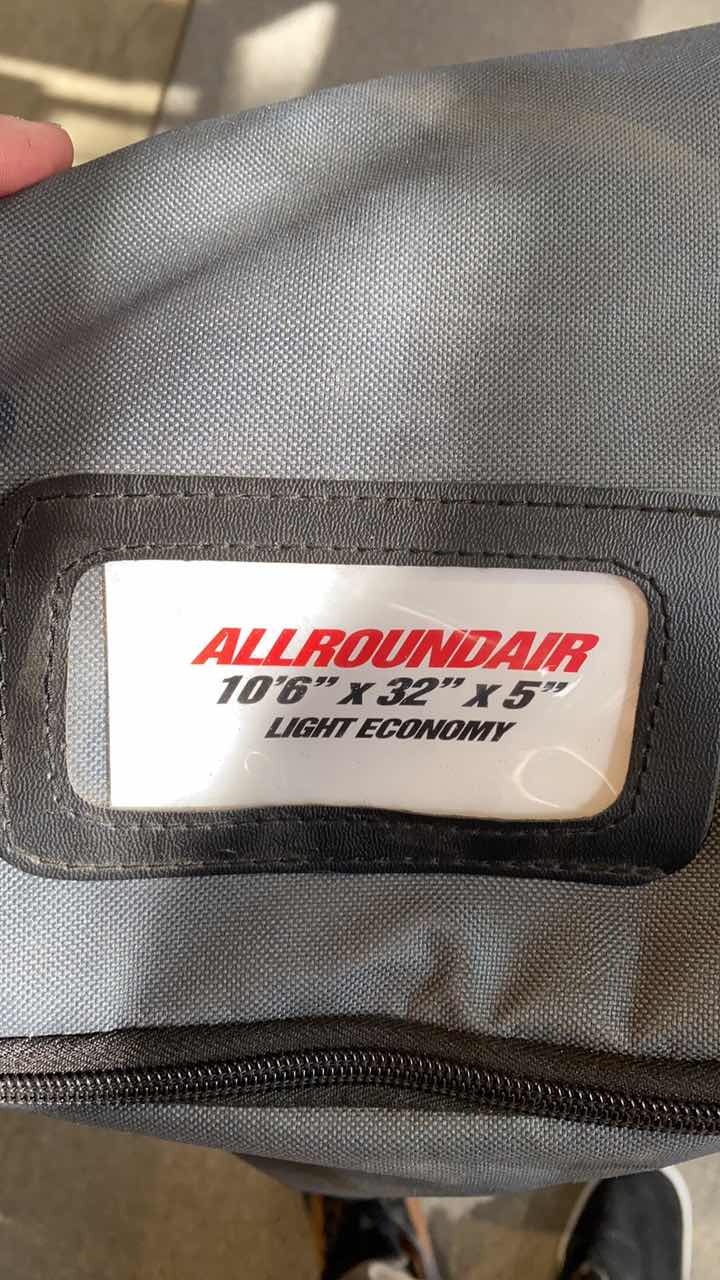 ALLROUNDAIR
10'6” x 32” x 5”
LIGHT ECONOMY